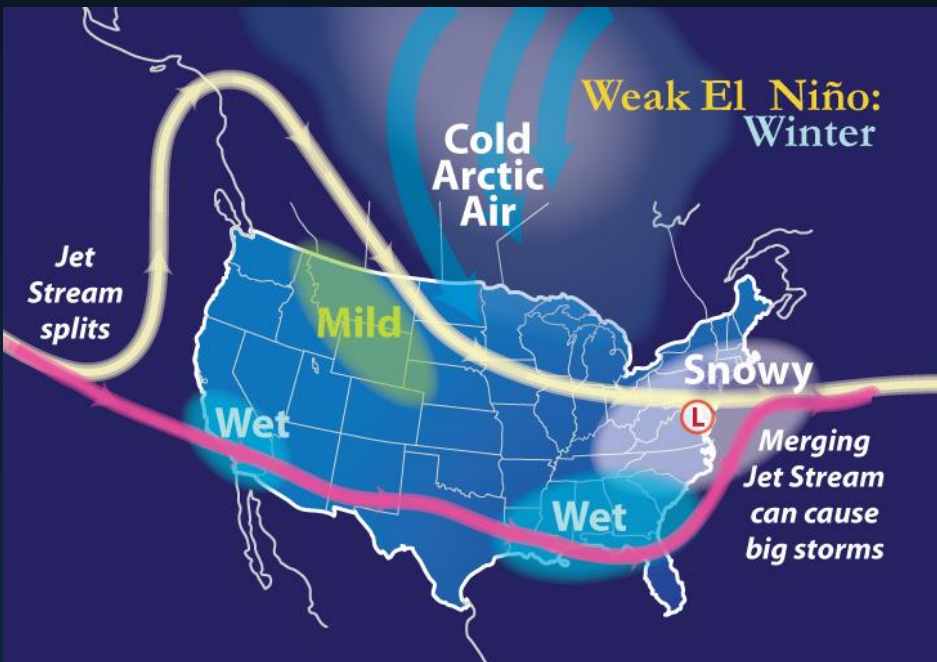 Weak El Niño:
Winter
Cold
Arctic
Air
Jet
Stream
splits
Mild
Snowy
Wet
L
Merging
Jet Stream
can cause
big storms
Wet